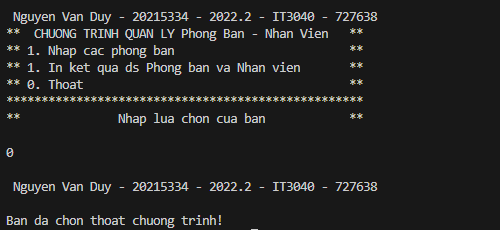 Nguyen Van Duy - 20215334 - 2022.2 - IT3040 - 727638
** CHUONG TRINH QUAN LY Phong Ban - Nhan Vien **
** 1. Nhap cac phong ban **
** 1. In ket qua ds Phong ban va Nhan vien **
** 0. Thoat **
***************************************************
** Nhap lua chon cua ban **
0
Nguyen Van Duy - 20215334 - 2022.2 - IT3040 - 727638
Ban da chon thoat chuong trinh!